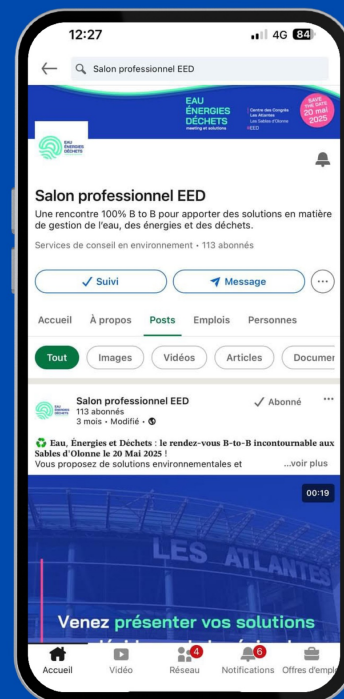 12:27
4G 84
Salon professionnel EED
EAU
ÉNERGIES
DÉCHETS
meeting et solutions
Centre des Congrès
Les Atlantes
Les Sables d'Olonne
#EED
SAVE
THE DATE
20 mai
2025
EAU
ÉNERGIES
DÉCHETS
Salon professionnel EED
Une rencontre 100% B to B pour apporter des solutions en matière
de gestion de l'eau, des énergies et des déchets.
Services de conseil en environnement • 113 abonnés
Suivi
Message
Accueil À propos Posts Emplois Personnes
Tout Images Vidéos Articles Documen
Salon professionnel EED
113 abonnés
3 mois • Modifié •
Abonné
Eau, Énergies et Déchets : le rendez-vous B-to-B incontournable aux
Sables d'Olonne le 20 Mai 2025 !
Vous proposez de solutions environnementales et ...voir plus
00:19
LES ATLANTES
Venez présenter vos solutions
4
6
Accueil Vidéo Réseau Notifications Offres d'emplo